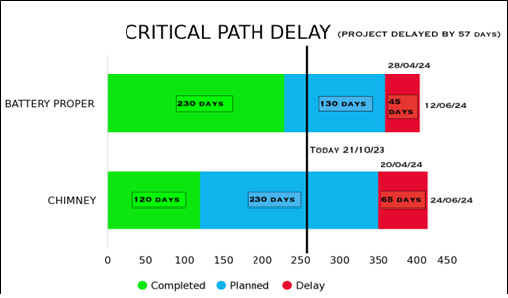 CRITICAL PATH DELAY (PROJECT DELAYED BY 57 DAYS)
28/04/24
BATTERY PROPER
230 DAYS
130 DAYS
45 DAYS
12/06/24
TODAY 21/10/23
20/04/24
CHIMNEY
120 DAYS
230 DAYS
65 DAYS
24/06/24
0 50 100 150 200 250 300 350 400 450
Completed Planned Delay